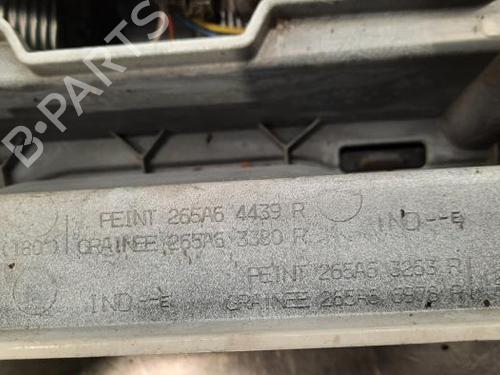 PEINT 265A6 4439 R
(180°) GRAINEE 265A6 3380 R
IND--E
PEINT 265A6 3263 R
IND--E
GRAINEE 265A6 R
B-PARTS